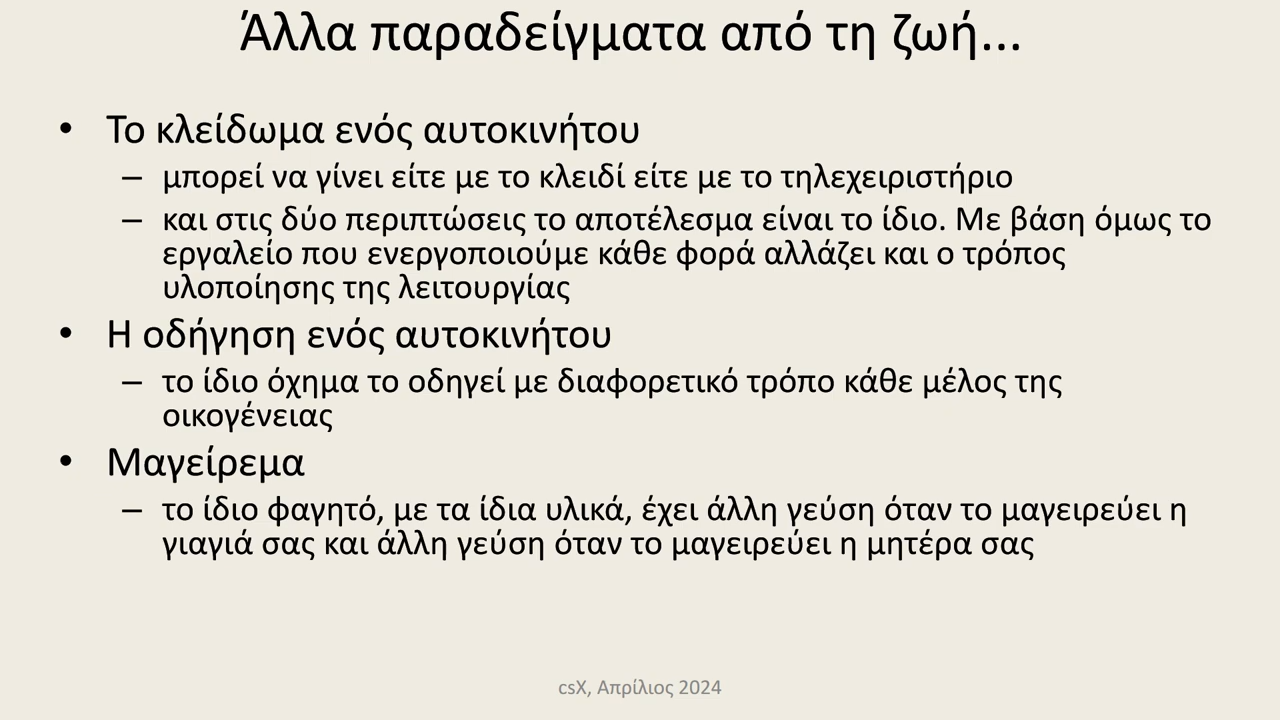 Άλλα παραδείγματα από τη ζωή...
• Το κλείδωμα ενός αυτοκινήτου
– μπορεί να γίνει είτε με το κλειδί είτε με το τηλεχειριστήριο
– και στις δύο περιπτώσεις το αποτέλεσμα είναι το ίδιο. Με βάση όμως το
εργαλείο που ενεργοποιούμε κάθε φορά αλλάζει και ο τρόπος
υλοποίησης της λειτουργίας
• Η οδήγηση ενός αυτοκινήτου
– το ίδιο όχημα το οδηγεί με διαφορετικό τρόπο κάθε μέλος της
οικογένειας
• Μαγείρεμα
– το ίδιο φαγητό, με τα ίδια υλικά, έχει άλλη γεύση όταν το μαγειρεύει η
γιαγιά σας και άλλη γεύση όταν το μαγειρεύει η μητέρα σας
csX, Απρίλιος 2024